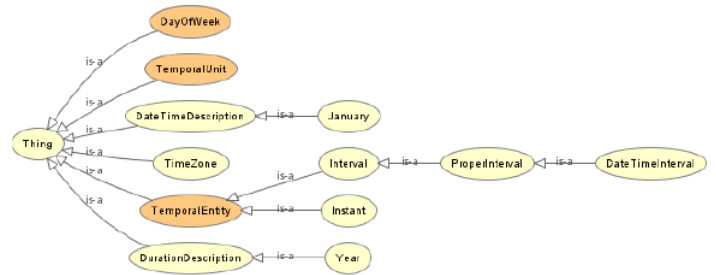 DayOfWeek
is-a
TemporalUnit
is-a
DateTimeDescription
is-a
January
is-a
Thing
TimeZone
is-a
Interval
is-a
ProperInterval
is-a
DateTimeInterval
is-a
is-a
TemporalEntity
is-a
Instant
is-a
DurationDescription
is-a
Year